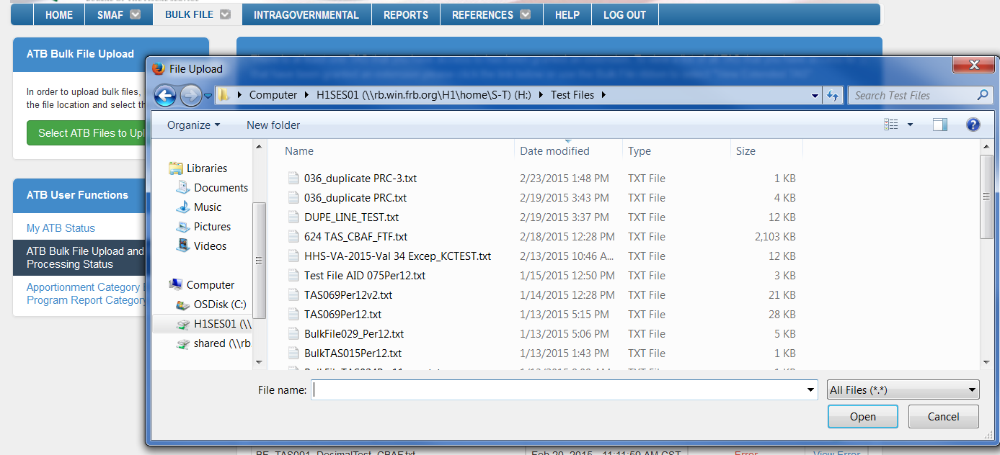 HOME SMAF BULK FILE INTRAGOVERNMENTAL REPORTS REFERENCES HELP LOG OUT
ATB Bulk File Upload
In order to upload bulk files,
the file location and select th
Select ATB Files to Upl
ATB User Functions
My ATB Status
ATB Bulk File Upload and
Processing Status
Apportionment Category
Program Report Category
File Upload
Computer H1SES01 (\\rb.win.frb.org\H1\home\S-T) (H:) Test Files
Search Test Files
Organize New folder
Libraries
Documents
Music
Pictures
Videos
Computer
OSDisk (C:)
H1SES01 (\\
shared (\\rb
Name Date modified Type Size
036_duplicate PRC-3.txt 2/23/2015 1:48 PM TXT File 1 KB
036_duplicate PRC.txt 2/19/2015 3:43 PM TXT File 4 KB
DUPE_LINE_TEST.txt 2/19/2015 3:37 PM TXT File 12 KB
624 TAS_CBAF_FTF.txt 2/18/2015 12:28 PM TXT File 2,103 KB
HHS-VA-2015-Val 34 Excep_KCTEST.txt 2/13/2015 10:46 A... TXT File 12 KB
Test File AID 075Per12.txt 1/15/2015 12:50 PM TXT File 3 KB
TAS069Per12v2.txt 1/14/2015 12:28 PM TXT File 21 KB
TAS069Per12.txt 1/13/2015 5:15 PM TXT File 28 KB
BulkFile029_Per12.txt 1/13/2015 5:06 PM TXT File 5 KB
BulkTAS015Per12.txt 1/13/2015 1:43 PM TXT File 1 KB
File name: All Files (*.*)
Open Cancel
BF_TAS091_DecimalTest_CBAF.txt Feb 20, 2015 - 11:11:59 AM CST Error View Error